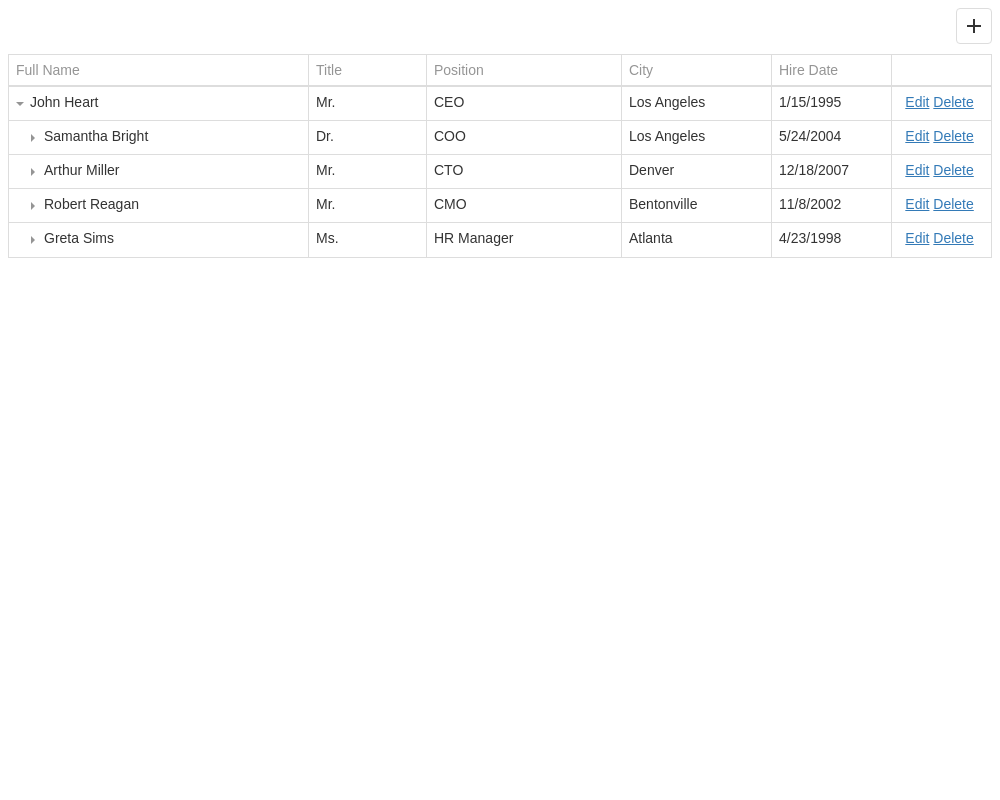 Full Name Title Position City Hire Date
John Heart Mr. CEO Los Angeles 1/15/1995 Edit Delete
Samantha Bright Dr. COO Los Angeles 5/24/2004 Edit Delete
Arthur Miller Mr. CTO Denver 12/18/2007 Edit Delete
Robert Reagan Mr. CMO Bentonville 11/8/2002 Edit Delete
Greta Sims Ms. HR Manager Atlanta 4/23/1998 Edit Delete